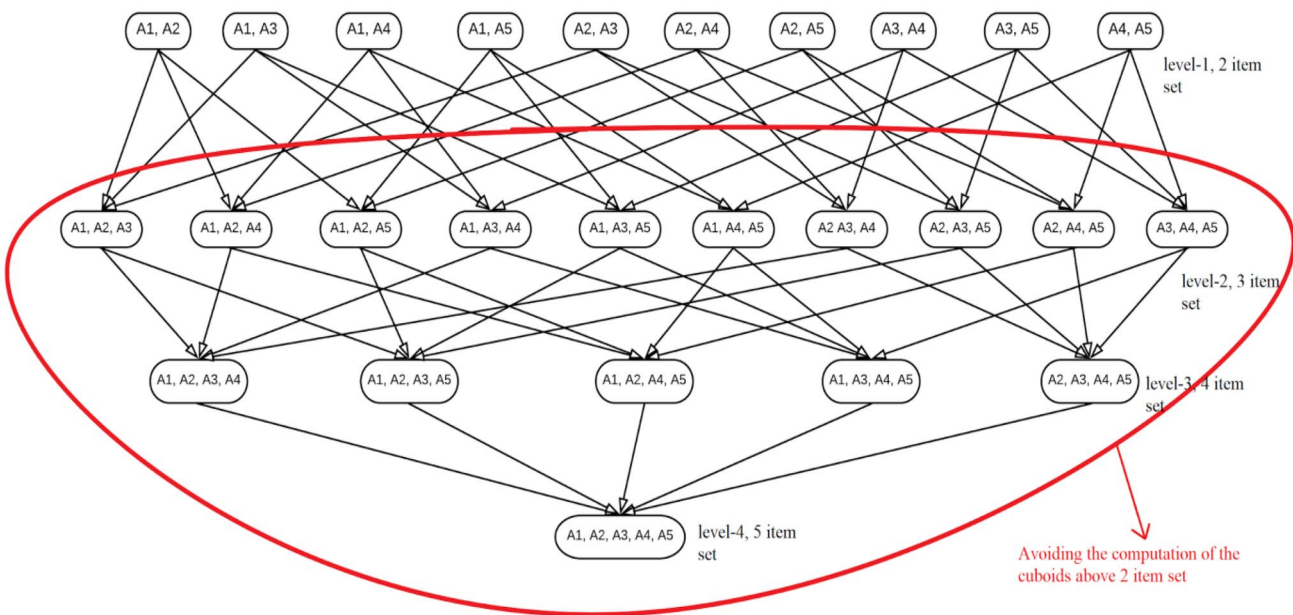 A1, A2
A1, A3
A1, A4
A1, A5
A2, A3
A2, A4
A2, A5
A3, A4
A3, A5
A4, A5
level-1, 2 item
set
A1, A2, A3
A1, A2, A4
A1, A2, A5
A1, A3, A4
A1, A3, A5
A1, A4, A5
A2 A3, A4
A2, A3, A5
A2, A4, A5
A3, A4, A5
level-2, 3 item
set
A1, A2, A3, A4
A1, A2, A3, A5
A1, A2, A4, A5
A1, A3, A4, A5
A2, A3, A4, A5
level-3, 4 item
set
A1, A2, A3, A4, A5
level-4, 5 item
set
Avoiding the computation of the
cuboids above 2 item set